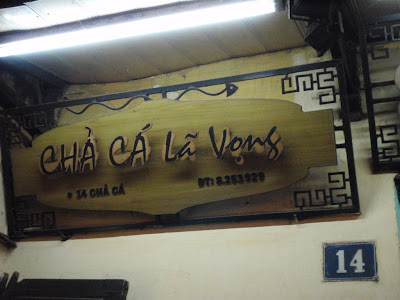 CHẢ CÁ Lã Vọng
* 14 CHẢ CÁ ĐT: 8.253929
14